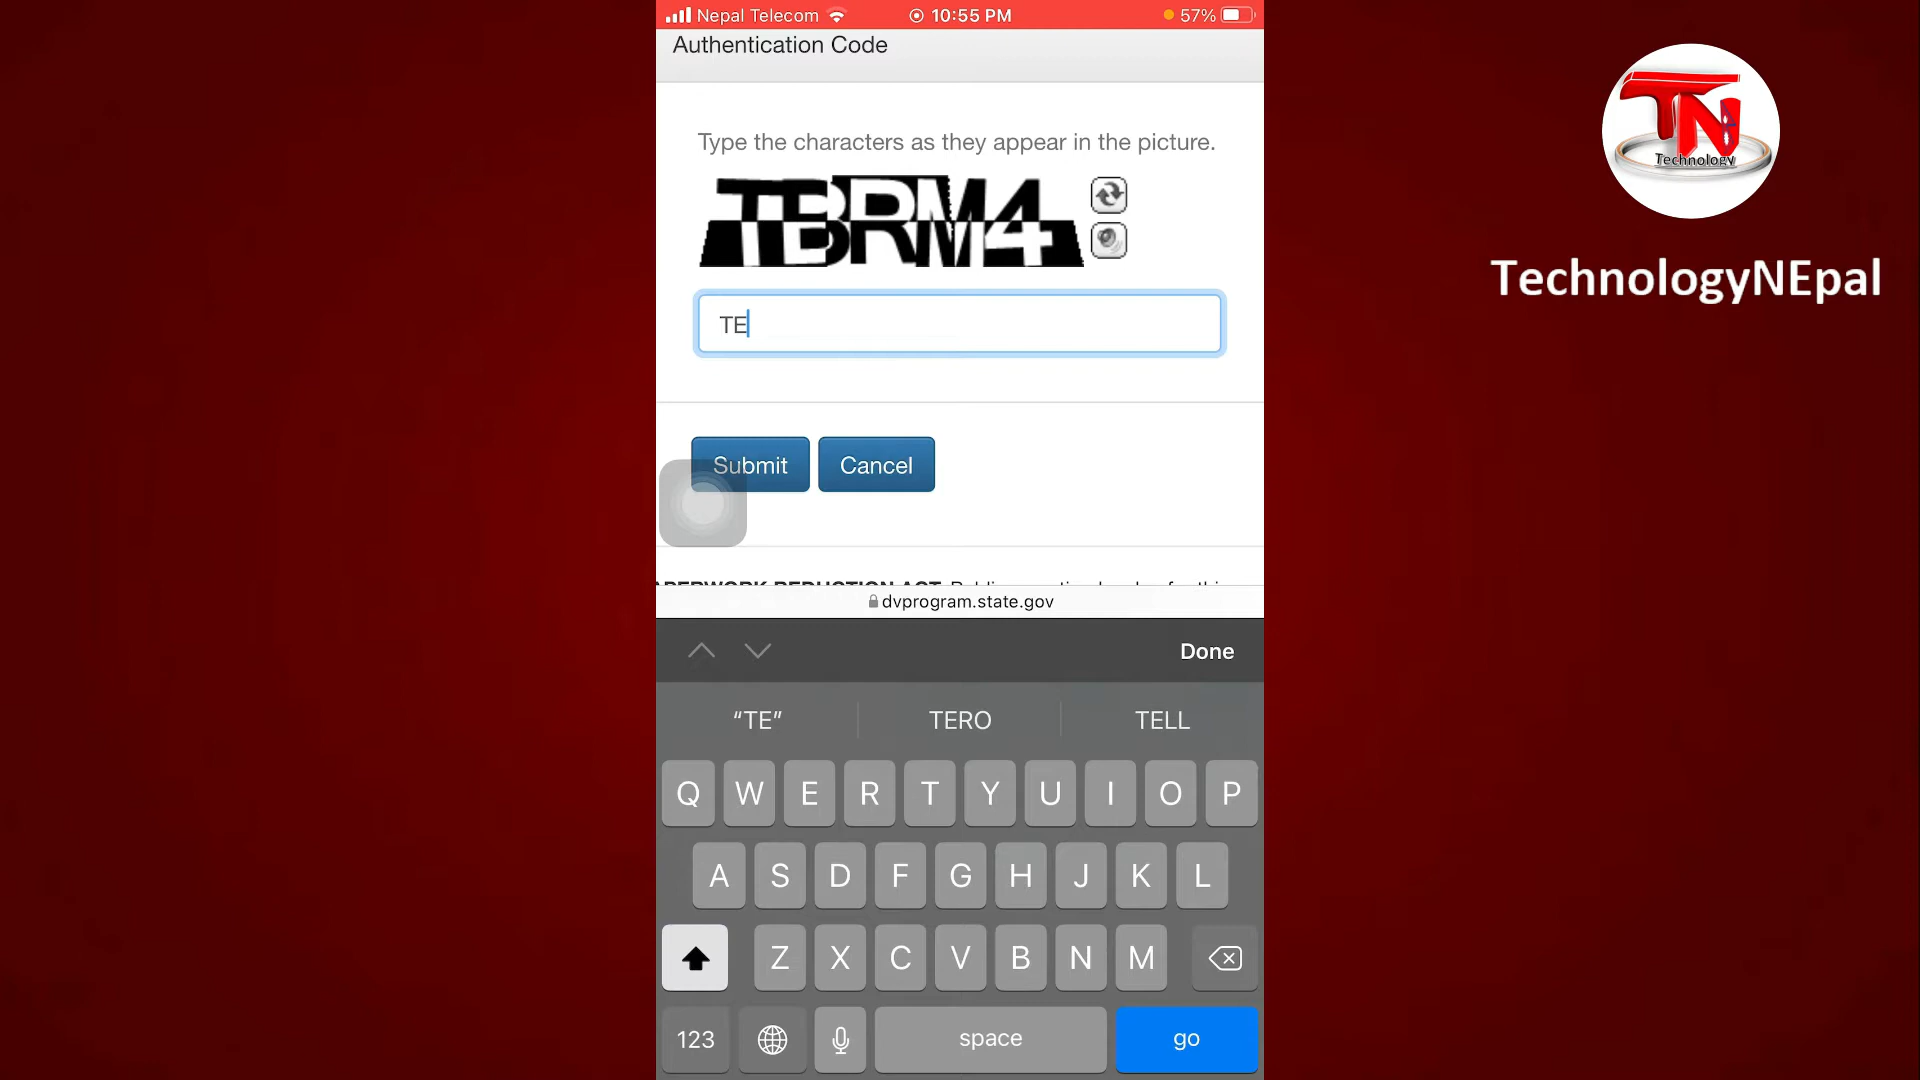 Nepal Telecom 10:55 PM 57%
Authentication Code
Type the characters as they appear in the picture.
TBRM4
TE
Submit Cancel
dvprogram.state.gov
Done
“TE” TERO TELL
Q W E R T Y U I O P
A S D F G H J K L
Z X C V B N M
123 space go
TN
Technology
TechnologyNEpal